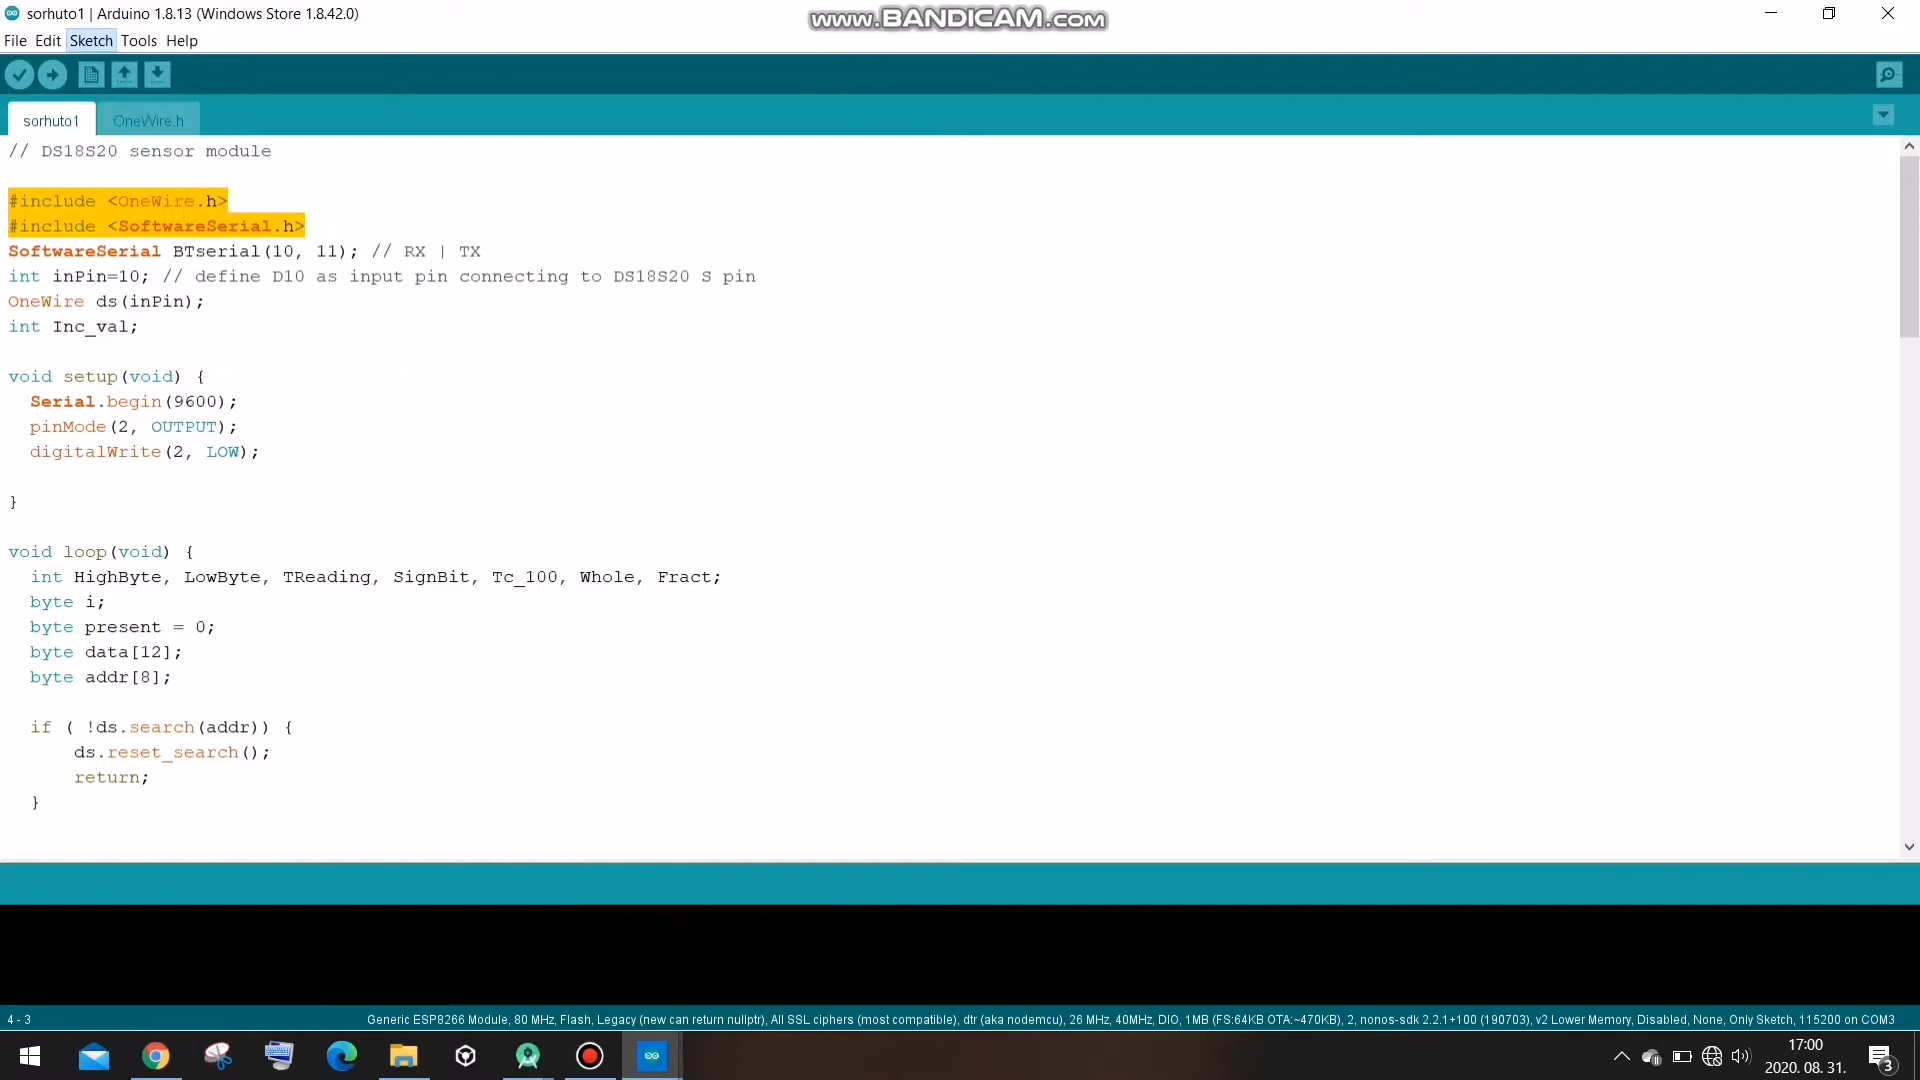 sorhuto1 | Arduino 1.8.13 (Windows Store 1.8.42.0)
www.BANDICAM.com
File Edit Sketch Tools Help
sorhuto1 OneWire.h
// DS18S20 sensor module
#include <OneWire.h>
#include <SoftwareSerial.h>
SoftwareSerial BTserial(10, 11); // RX | TX
int inPin=10; // define D10 as input pin connecting to DS18S20 S pin
OneWire ds(inPin);
int Inc_val;
void setup(void) {
Serial.begin(9600);
pinMode(2, OUTPUT);
digitalWrite(2, LOW);
}
void loop(void) {
int HighByte, LowByte, TReading, SignBit, Tc_100, Whole, Fract;
byte i;
byte present = 0;
byte data[12];
byte addr[8];
if ( !ds.search(addr)) {
ds.reset_search();
return;
}
4 - 3
Generic ESP8266 Module, 80 MHz, Flash, Legacy (new can return nullptr), All SSL ciphers (most compatible), dtr (aka nodemcu), 26 MHz, 40MHz, DIO, 1MB (FS:64KB OTA:~470KB), 2, nonos-sdk 2.2.1+100 (190703), v2 Lower Memory, Disabled, None, Only Sketch, 115200 on COM3
17:00
2020. 08. 31.
3